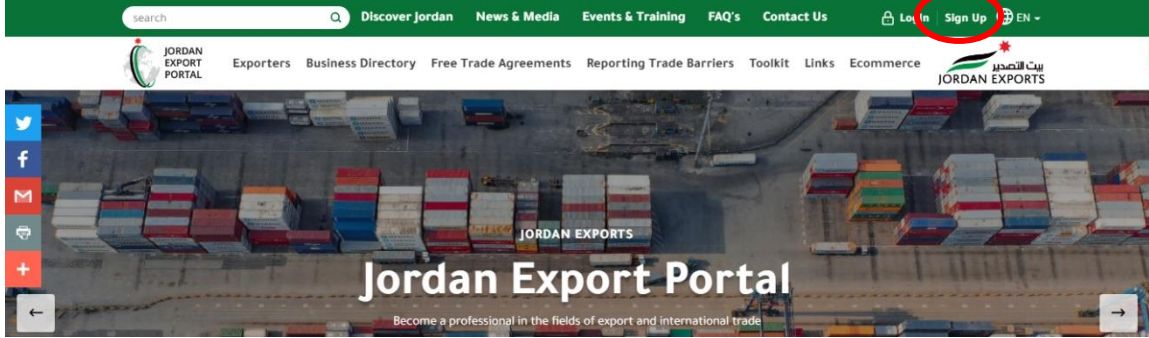 search Discover Jordan News & Media Events & Training FAQ's Contact Us Log In Sign Up EN
JORDAN
EXPORT
PORTAL
Exporters Business Directory Free Trade Agreements Reporting Trade Barriers Toolkit Links Ecommerce
بيت التصدير
JORDAN EXPORTS
JORDAN EXPORTS
Jordan Export Portal
Become a professional in the fields of export and international trade